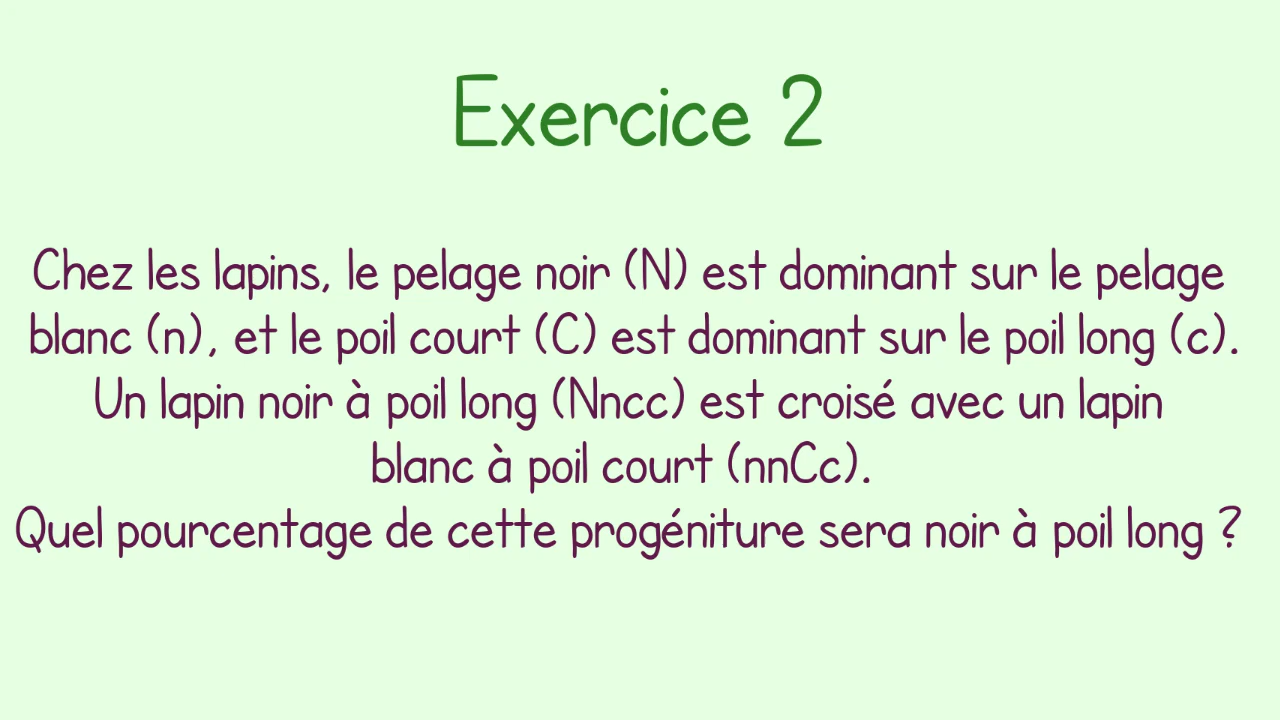 Exercice 2
Chez les lapins, le pelage noir (N) est dominant sur le pelage
blanc (n), et le poil court (C) est dominant sur le poil long (c).
Un lapin noir à poil long (Nncc) est croisé avec un lapin
blanc à poil court (nnCc).
Quel pourcentage de cette progéniture sera noir à poil long ?